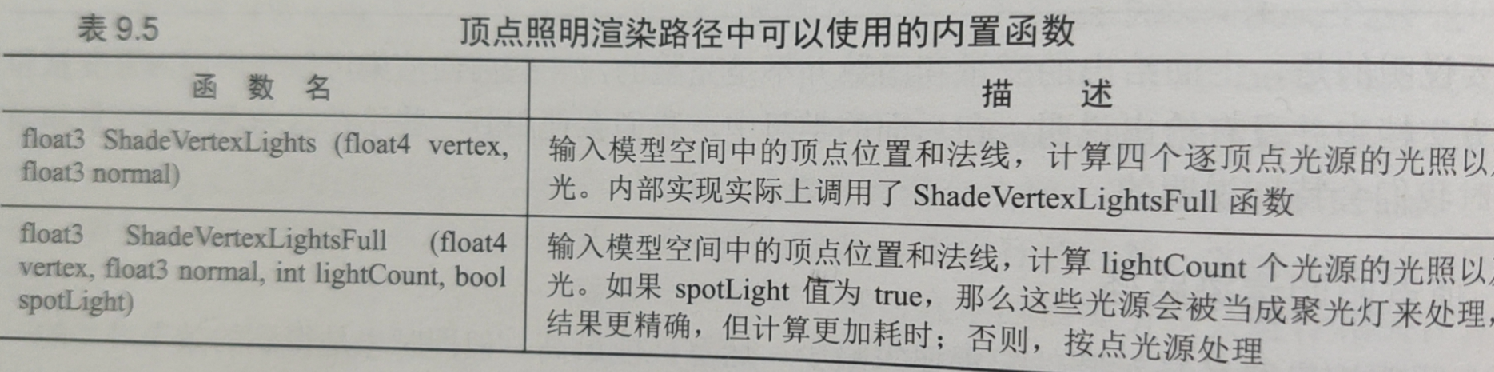 表 9.5
顶点照明渲染路径中可以使用的内置函数
函 数 名
描 述
float3 ShadeVertexLights (float4 vertex,
float3 normal)
输入模型空间中的顶点位置和法线，计算四个逐顶点光源的光照以
光。内部实现实际上调用了 ShadeVertexLightsFull 函数
float3 ShadeVertexLightsFull (float4
vertex, float3 normal, int lightCount, bool
spotLight)
输入模型空间中的顶点位置和法线，计算 lightCount 个光源的光照以
光。如果 spotLight 值为 true，那么这些光源会被当成聚光灯来处理，
结果更精确，但计算更加耗时；否则，按点光源处理